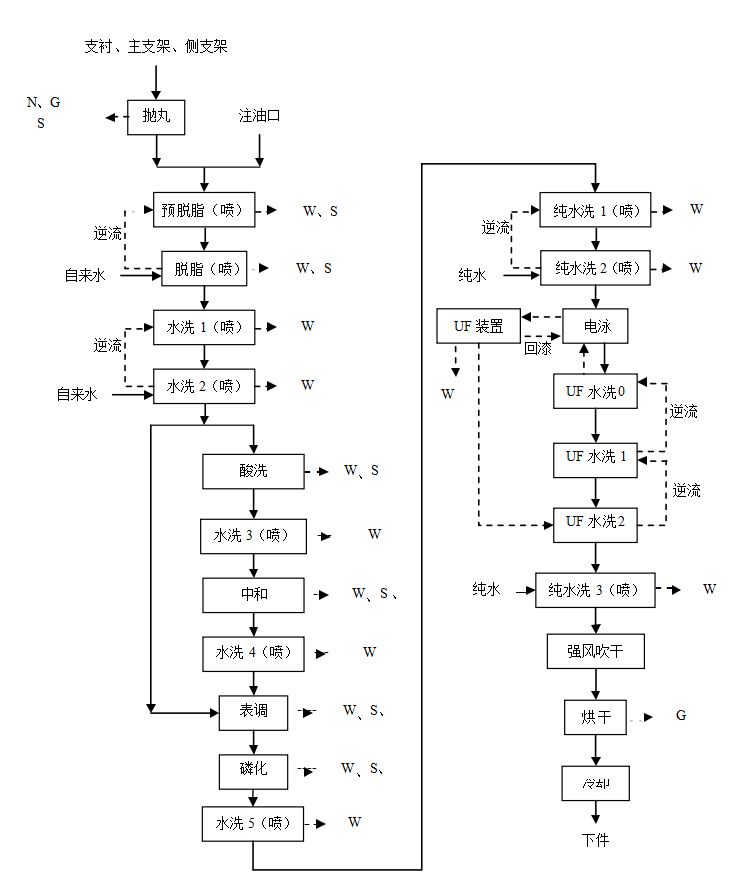 支衬、主支架、侧支架
N、G
S
抛丸
注油口
预脱脂（喷）
W、S
逆流
脱脂（喷）
W、S
自来水
水洗 1（喷）
W
逆流
水洗 2（喷）
W
自来水
酸洗
W、S
水洗 3（喷）
W
中和
W、S 、
水洗 4（喷）
W
表调
W、S、
磷化
W、S、
水洗 5（喷）
W
纯水洗 1（喷）
W
逆流
纯水洗 2（喷）
W
纯水
UF 装置
电泳
回漆
W
UF 水洗0
逆流
UF 水洗 1
逆流
UF 水洗2
纯水
纯水洗 3（喷）
W
强风吹干
烘干
G
冷却
下件